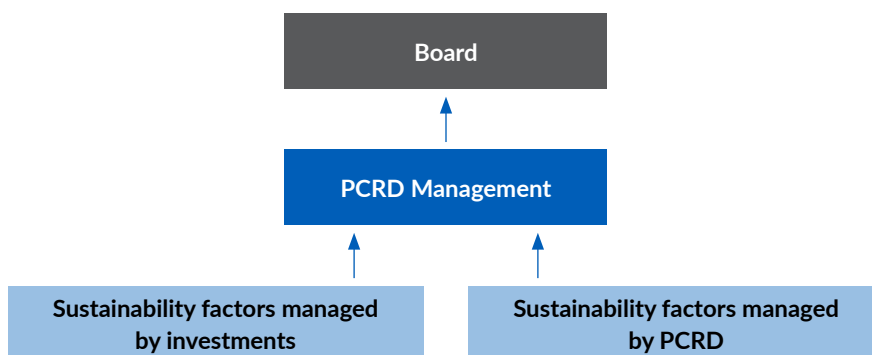 Board
PCRD Management
Sustainability factors managed
by investments
Sustainability factors managed
by PCRD